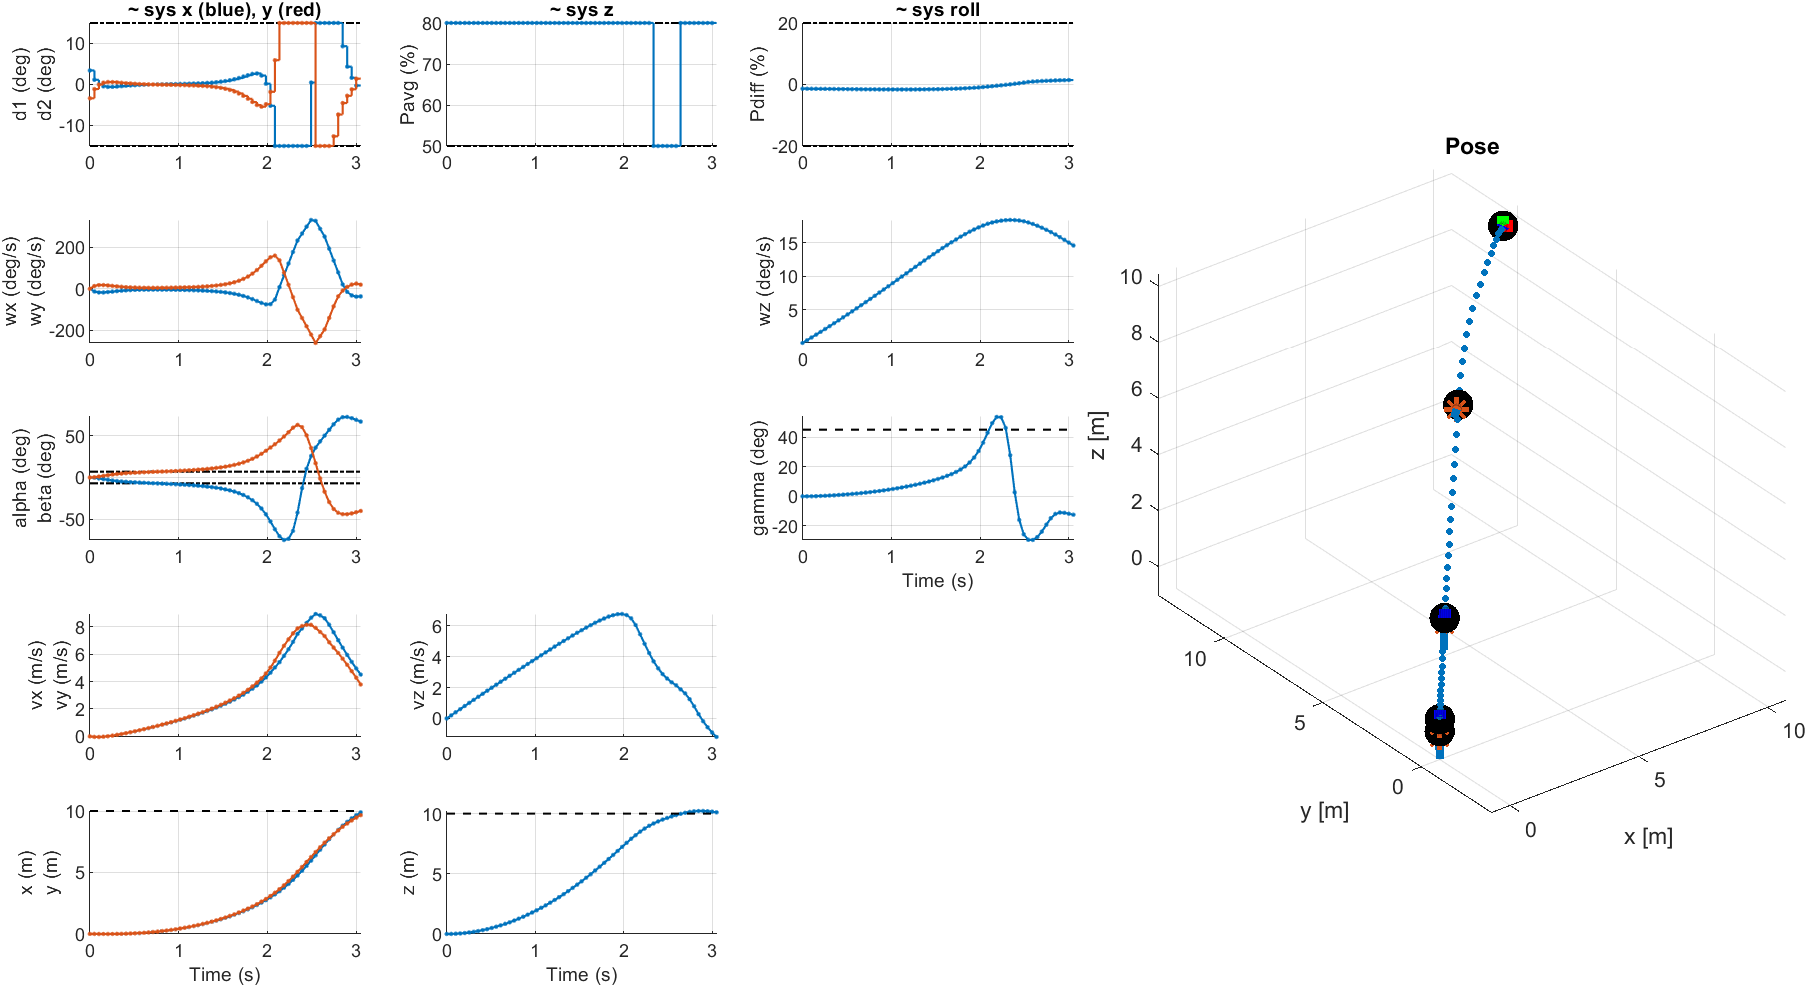 ~ sys x (blue), y (red)
~ sys z
~ sys roll
d1 (deg)
d2 (deg)
10
0
-10
0 1 2 3
Pavg (%)
80
70
60
50
0 1 2 3
Pdiff (%)
20
0
-20
0 1 2 3
wx (deg/s)
wy (deg/s)
200
0
-200
0 1 2 3
wz (deg/s)
15
10
5
0 1 2 3
alpha (deg)
beta (deg)
50
0
-50
0 1 2 3
gamma (deg)
40
20
0
-20
0 1 2 3
Time (s)
vx (m/s)
vy (m/s)
8
6
4
2
0
0 1 2 3
vz (m/s)
6
4
2
0
0 1 2 3
x (m)
y (m)
10
5
0
0 1 2 3
Time (s)
z (m)
10
5
0
0 1 2 3
Time (s)
Pose
z [m]
10
8
6
4
2
0
10
5
0
y [m]
0
5
10
x [m]